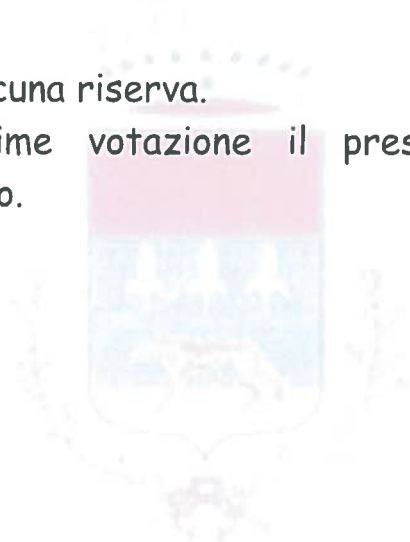 cuna riserva.
ime votazione il pres
o.